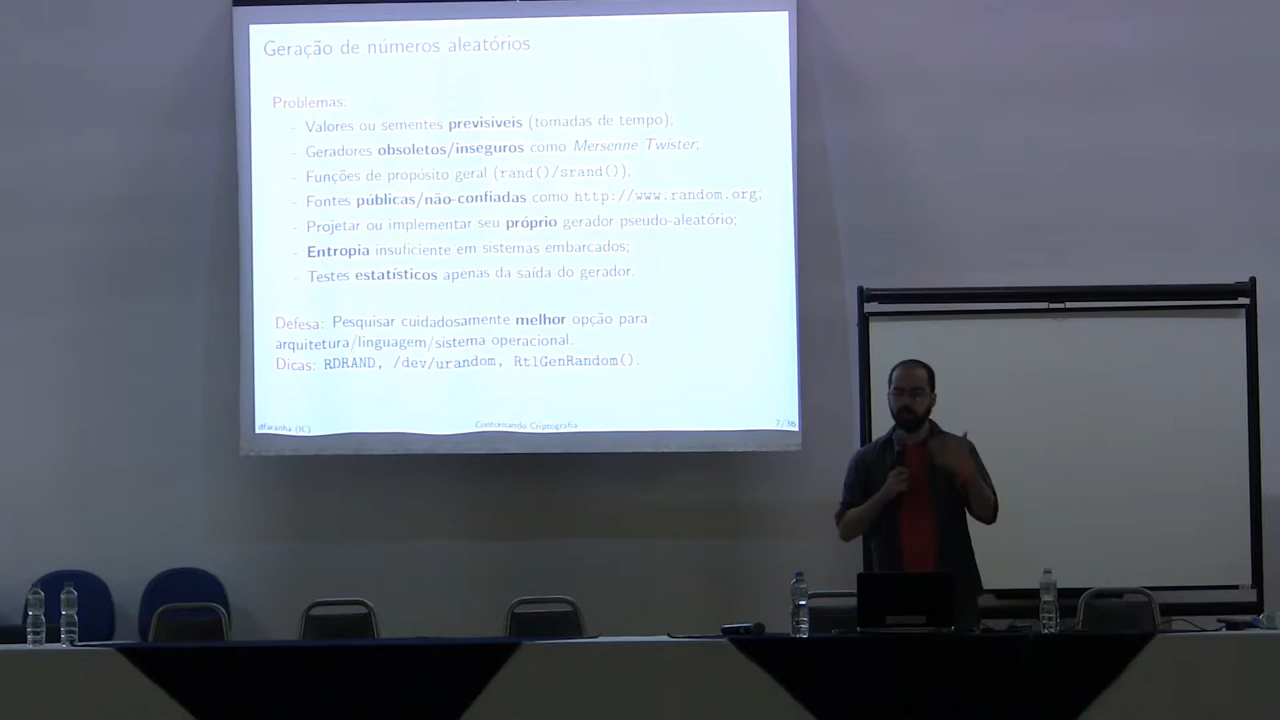 Geração de números aleatórios
Problemas:
- Valores ou sementes previsíveis (tomadas de tempo);
- Geradores obsoletos/inseguros como Mersenne Twister;
- Funções de propósito geral (rand()/srand());
- Fontes públicas/não-confiadas como http://www.random.org;
- Projetar ou implementar seu próprio gerador pseudo-aleatório;
- Entropia insuficiente em sistemas embarcados;
- Testes estatísticos apenas da saída do gerador.
Defesa: Pesquisar cuidadosamente melhor opção para
arquitetura/linguagem/sistema operacional.
Dicas: RDRAND, /dev/urandom, RtlGenRandom().
dfaranha (IC) Contornando Criptografia 7/36